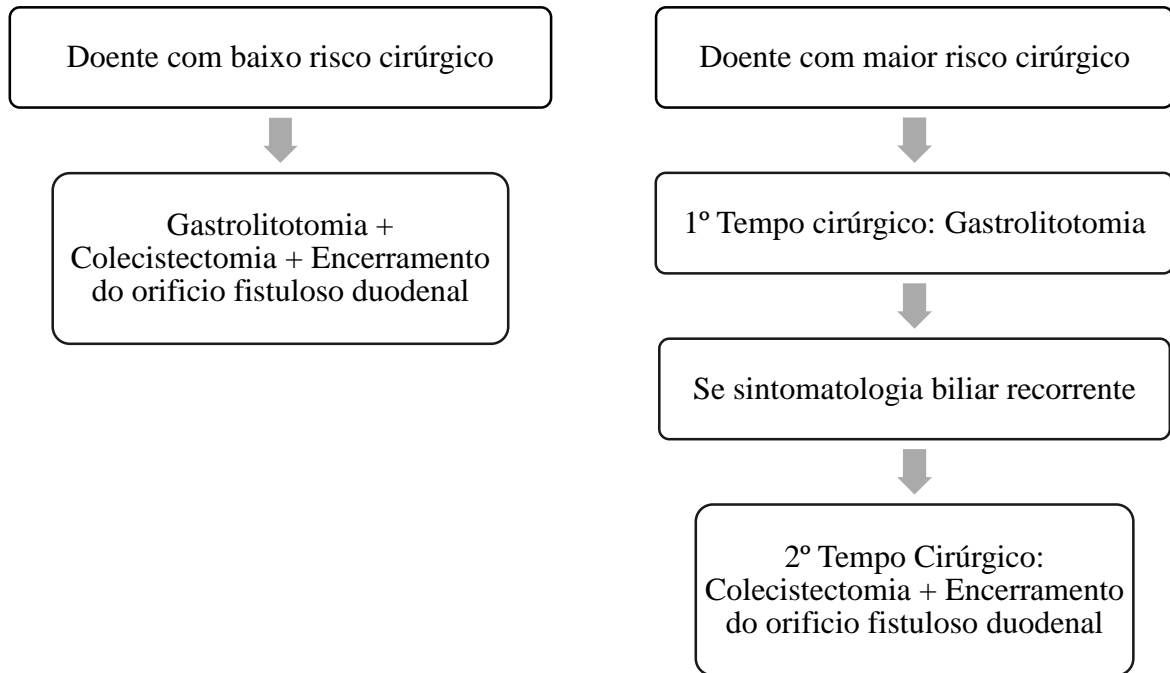 Doente com baixo risco cirúrgico
Gastrolitotomia +
Colecistectomia + Encerramento
do orificio fistuloso duodenal
Doente com maior risco cirúrgico
1º Tempo cirúrgico: Gastrolitotomia
Se sintomatologia biliar recorrente
2º Tempo Cirúrgico:
Colecistectomia + Encerramento
do orificio fistuloso duodenal